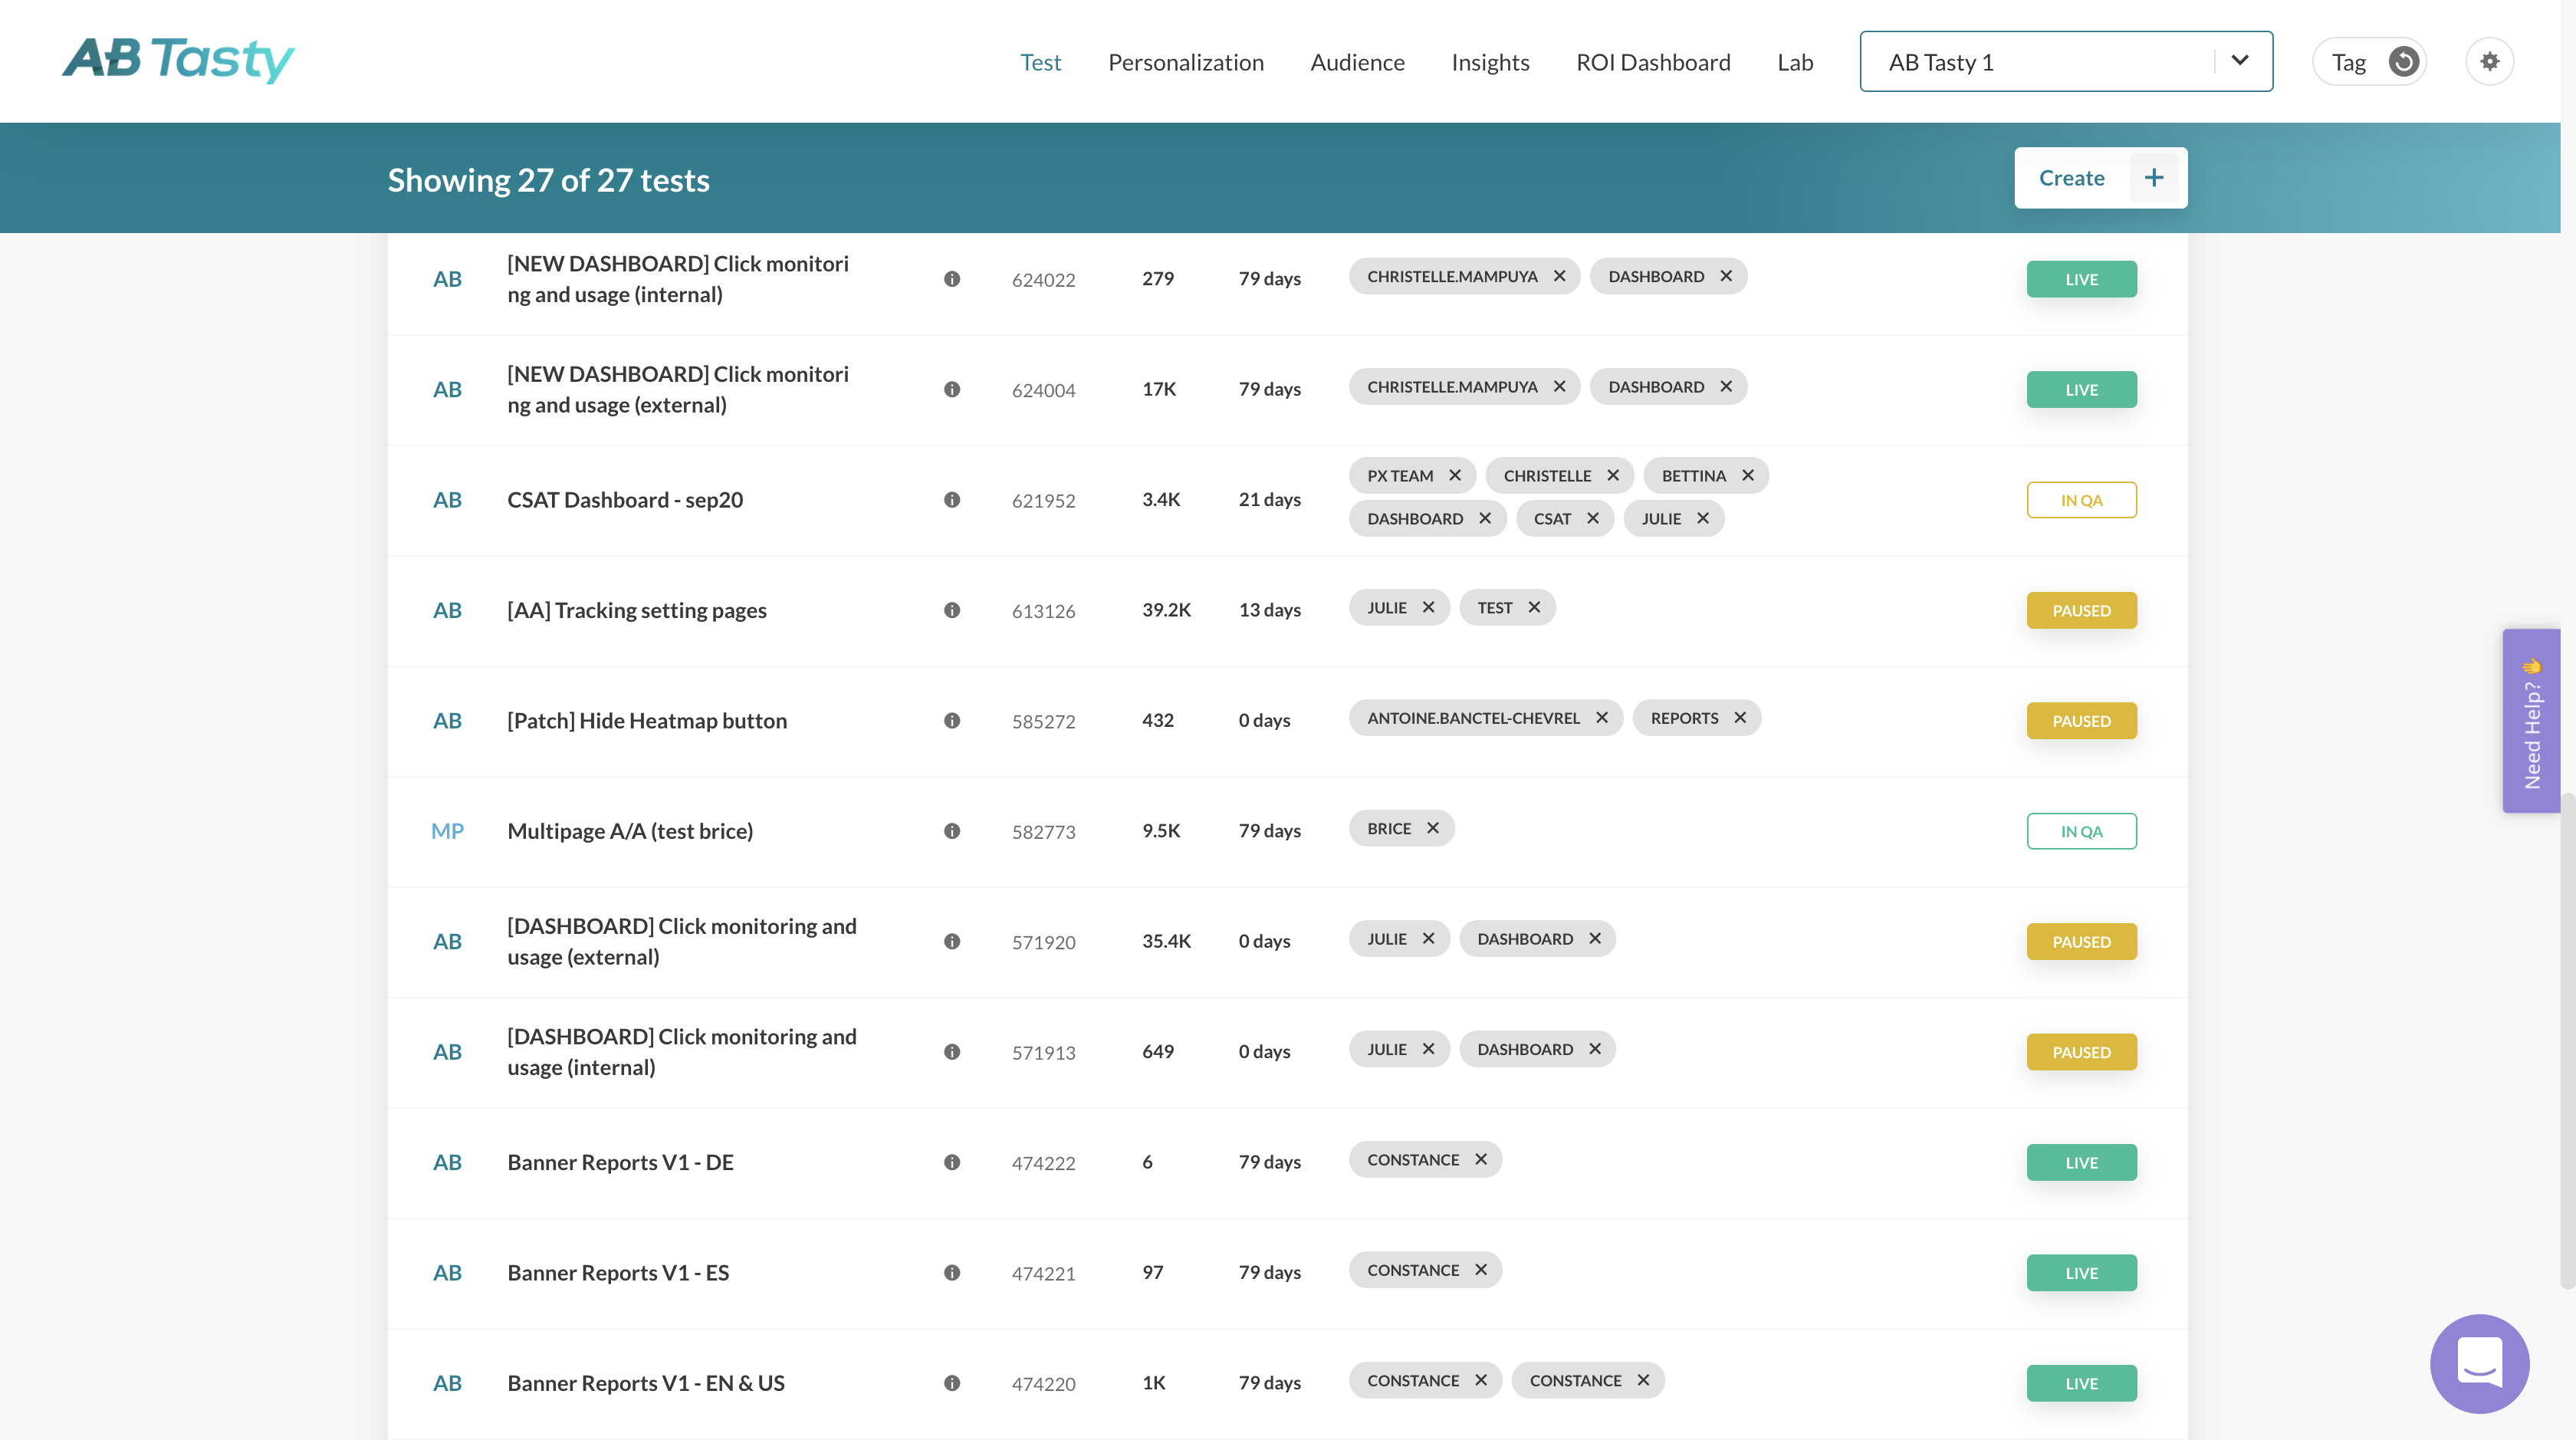 AB Tasty
Test Personalization Audience Insights ROI Dashboard Lab AB Tasty 1 Tag
Showing 27 of 27 tests Create +
AB [NEW DASHBOARD] Click monitori
ng and usage (internal) 624022 279 79 days CHRISTELLE.MAMPUYA DASHBOARD LIVE
AB [NEW DASHBOARD] Click monitori
ng and usage (external) 624004 17K 79 days CHRISTELLE.MAMPUYA DASHBOARD LIVE
AB CSAT Dashboard - sep20 621952 3.4K 21 days PX TEAM CHRISTELLE BETTINA
DASHBOARD CSAT JULIE IN QA
AB [AA] Tracking setting pages 613126 39.2K 13 days JULIE TEST PAUSED
AB [Patch] Hide Heatmap button 585272 432 0 days ANTOINE.BANCTEL-CHEVREL REPORTS PAUSED
Need Help?
MP Multipage A/A (test brice) 582773 9.5K 79 days BRICE IN QA
AB [DASHBOARD] Click monitoring and
usage (external) 571920 35.4K 0 days JULIE DASHBOARD PAUSED
AB [DASHBOARD] Click monitoring and
usage (internal) 571913 649 0 days JULIE DASHBOARD PAUSED
AB Banner Reports V1 - DE 474222 6 79 days CONSTANCE LIVE
AB Banner Reports V1 - ES 474221 97 79 days CONSTANCE LIVE
AB Banner Reports V1 - EN & US 474220 1K 79 days CONSTANCE CONSTANCE LIVE